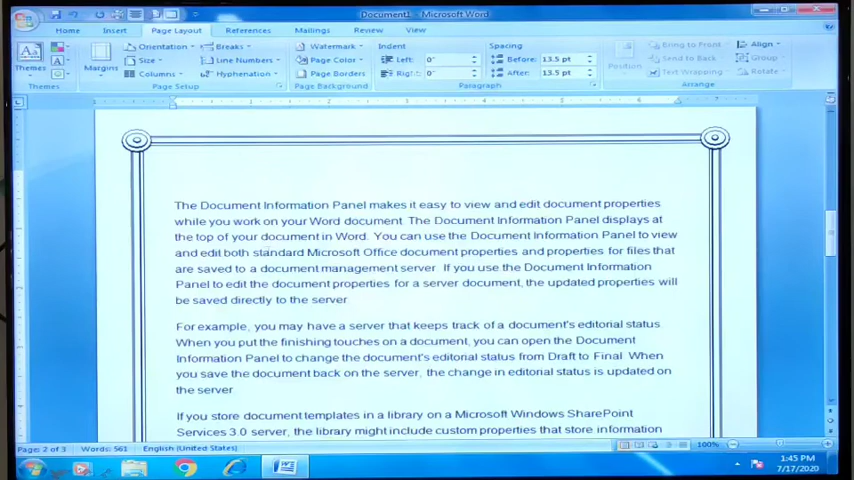 Document1 - Microsoft Word
Home Insert Page Layout References Mailings Review View
Themes
Margins
Orientation
Size
Columns
Breaks
Line Numbers
Hyphenation
Watermark
Page Color
Page Borders
Indent
Left: 0"
Right: 0"
Spacing
Before: 13.5 pt
After: 13.5 pt
Position
Bring to Front
Send to Back
Text Wrapping
Align
Group
Rotate
Themes Page Setup Page Background Paragraph Arrange
The Document Information Panel makes it easy to view and edit document properties
while you work on your Word document. The Document Information Panel displays at
the top of your document in Word. You can use the Document Information Panel to view
and edit both standard Microsoft Office document properties and properties for files that
are saved to a document management server. If you use the Document Information
Panel to edit the document properties for a server document, the updated properties will
be saved directly to the server
For example, you may have a server that keeps track of a document's editorial status
When you put the finishing touches on a document, you can open the Document
Information Panel to change the document's editorial status from Draft to Final. When
you save the document back on the server, the change in editorial status is updated on
the server
If you store document templates in a library on a Microsoft Windows SharePoint
Services 3.0 server, the library might include custom properties that store information
Page: 2 of 3 Words: 561 English (United States) 100%
1:45 PM
7/17/2020